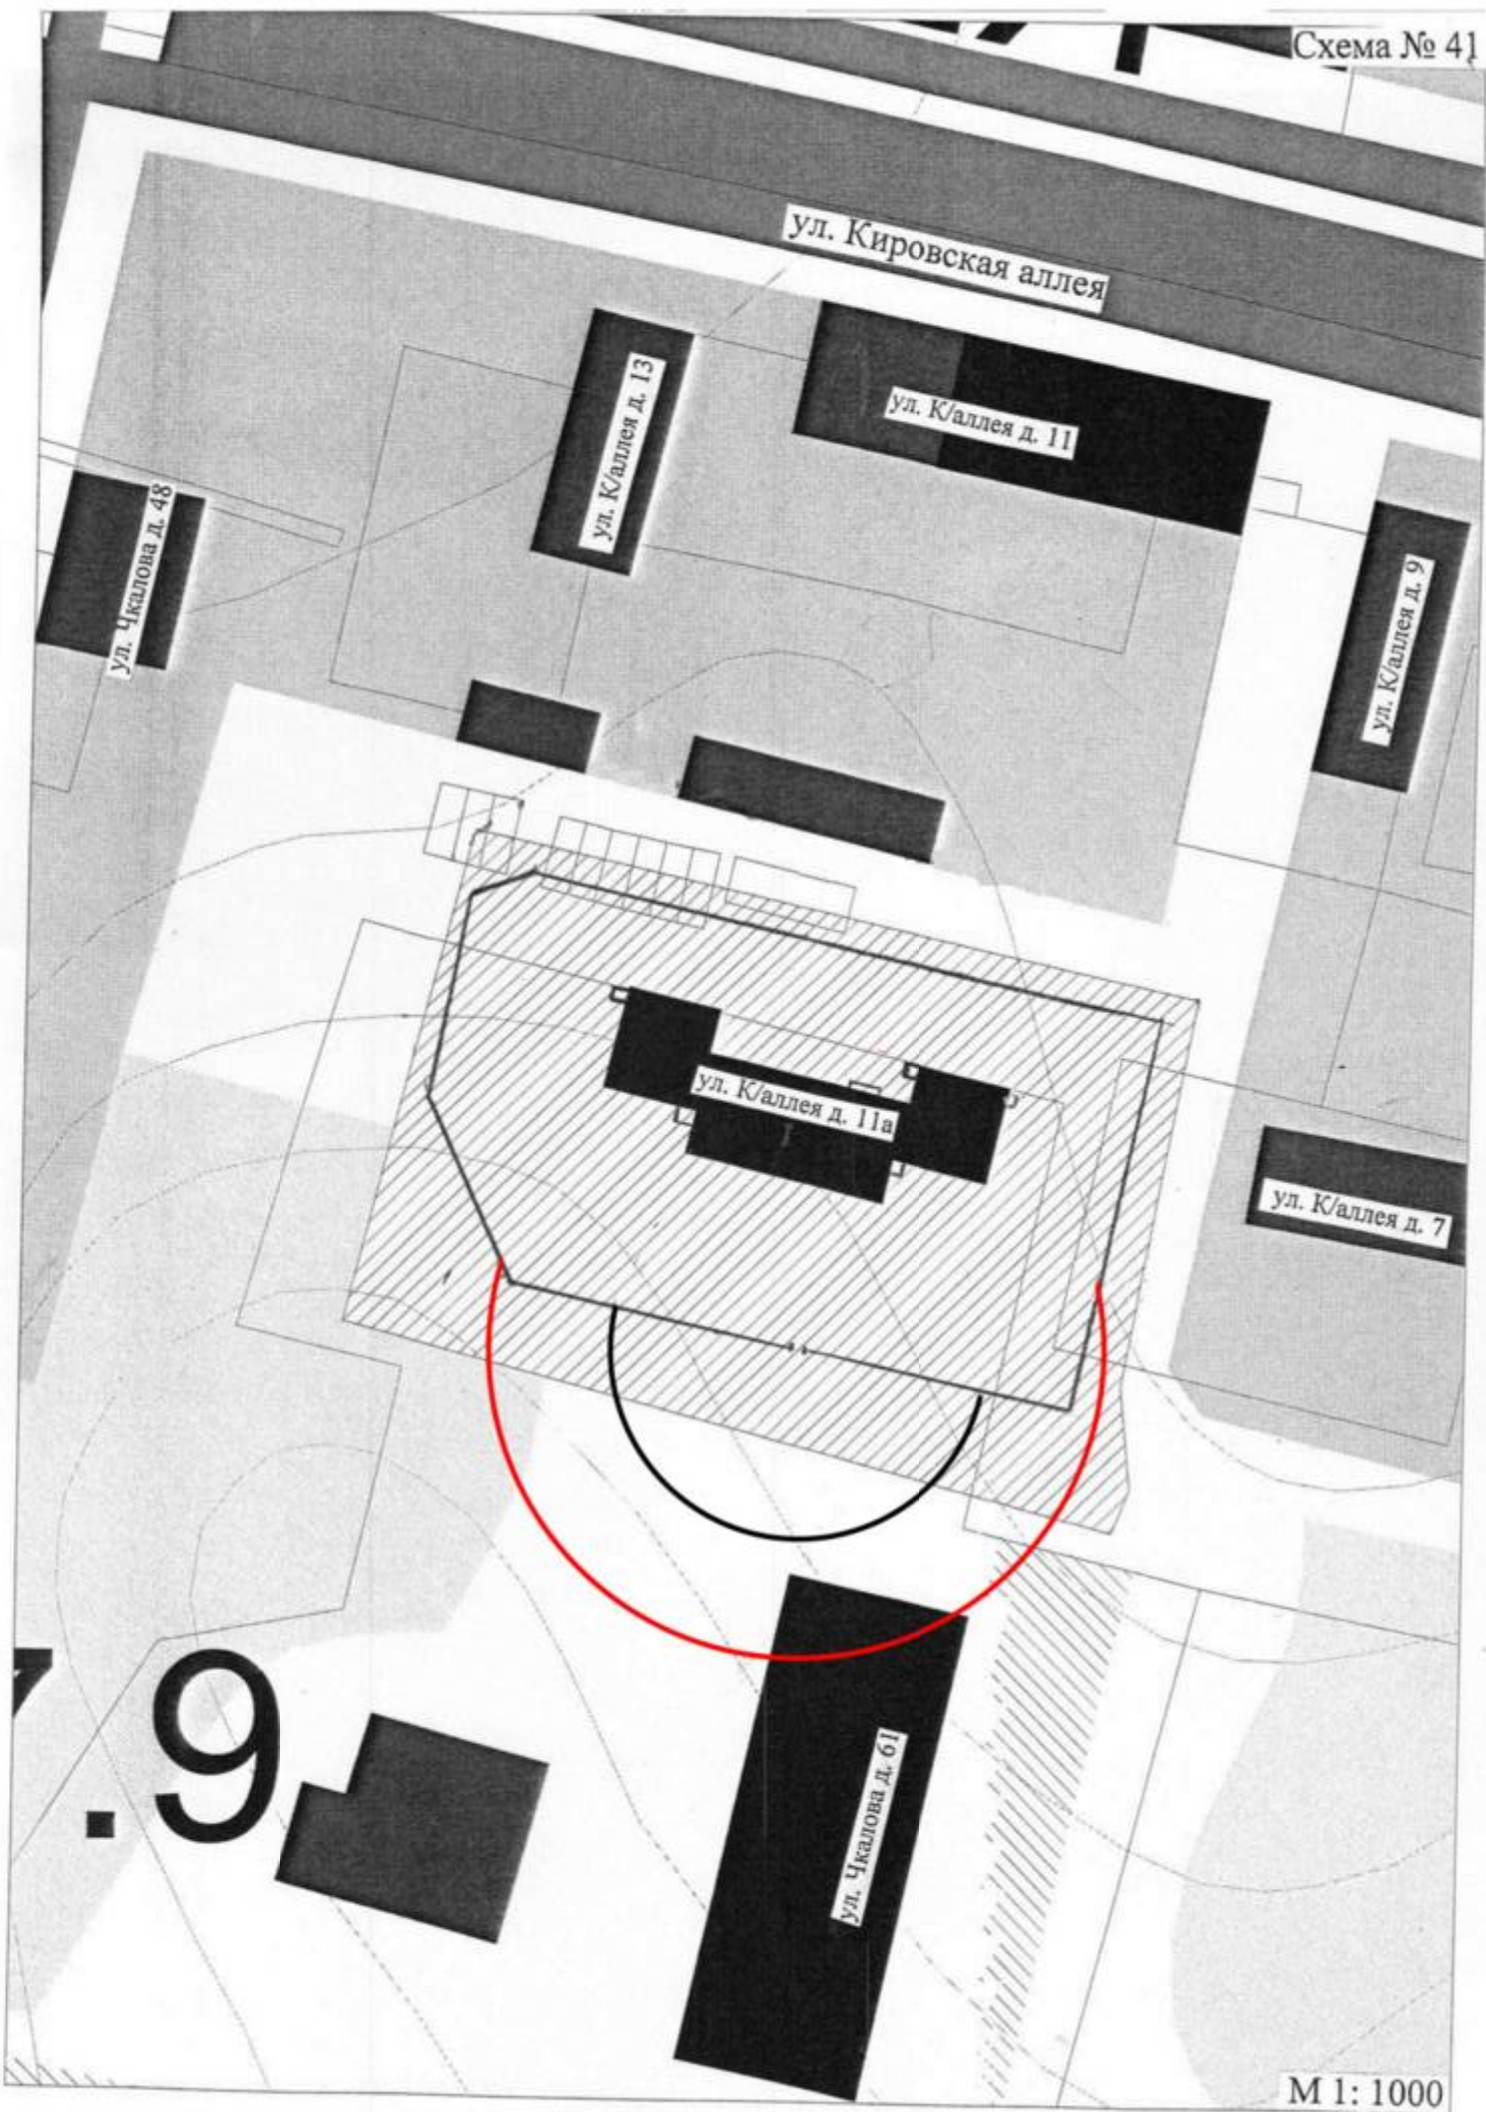 Схема № 41
ул. Кировская аллея
ул. К/аллея д. 13
ул. К/аллея д. 11
ул. Чкалова д. 48
ул. К/аллея д. 9
ул. К/аллея д. 11а
ул. К/аллея д. 7
.9
ул. Чкалова д. 61
М 1: 1000